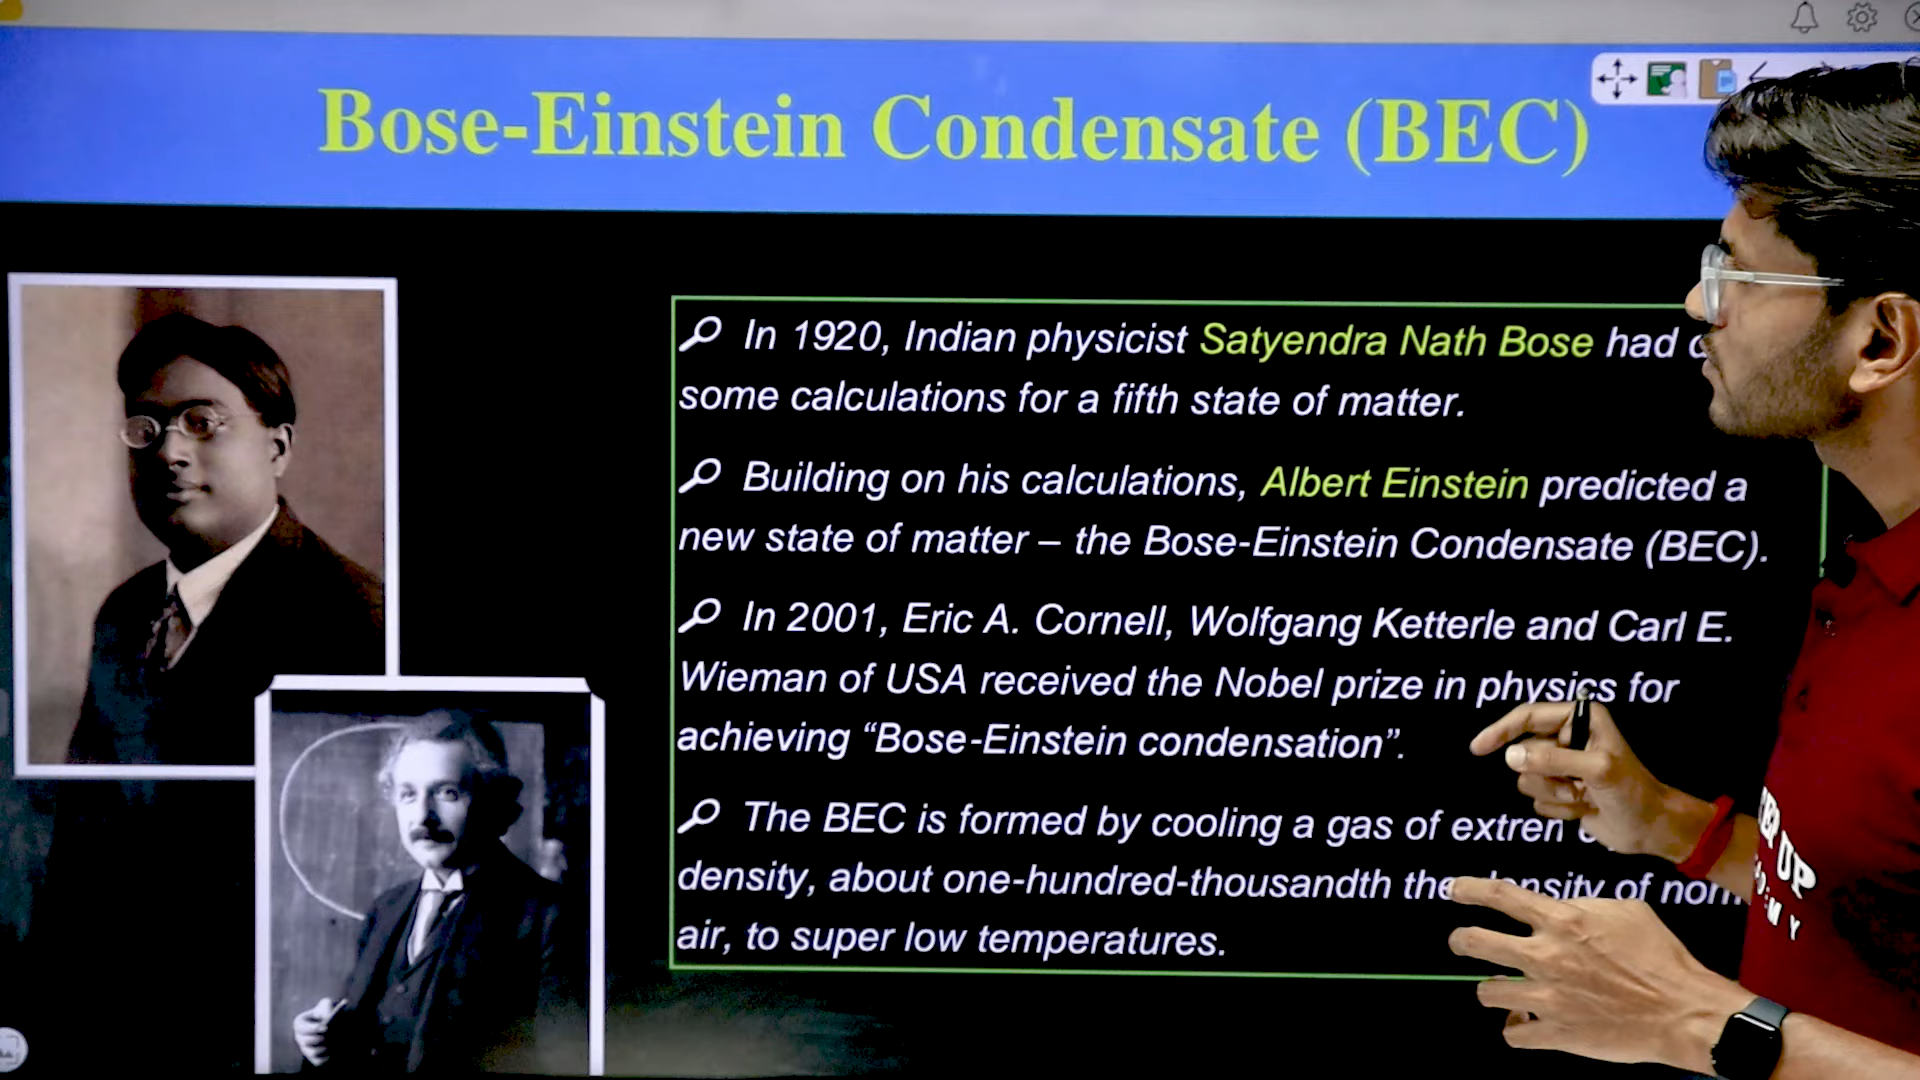 Bose-Einstein Condensate (BEC)
In 1920, Indian physicist Satyendra Nath Bose had
some calculations for a fifth state of matter.
Building on his calculations, Albert Einstein predicted a
new state of matter – the Bose-Einstein Condensate (BEC).
In 2001, Eric A. Cornell, Wolfgang Ketterle and Carl E.
Wieman of USA received the Nobel prize in physics for
achieving “Bose-Einstein condensation”.
The BEC is formed by cooling a gas of
density, about one-hundred-thousandth the density of
air, to super low temperatures.
UP